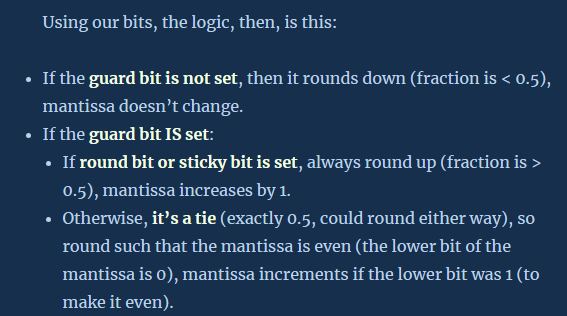 Using our bits, the logic, then, is this:
• If the guard bit is not set, then it rounds down (fraction is < 0.5),
mantissa doesn’t change.
• If the guard bit IS set:
• If round bit or sticky bit is set, always round up (fraction is >
0.5), mantissa increases by 1.
• Otherwise, it’s a tie (exactly 0.5, could round either way), so
round such that the mantissa is even (the lower bit of the
mantissa is 0), mantissa increments if the lower bit was 1 (to
make it even).